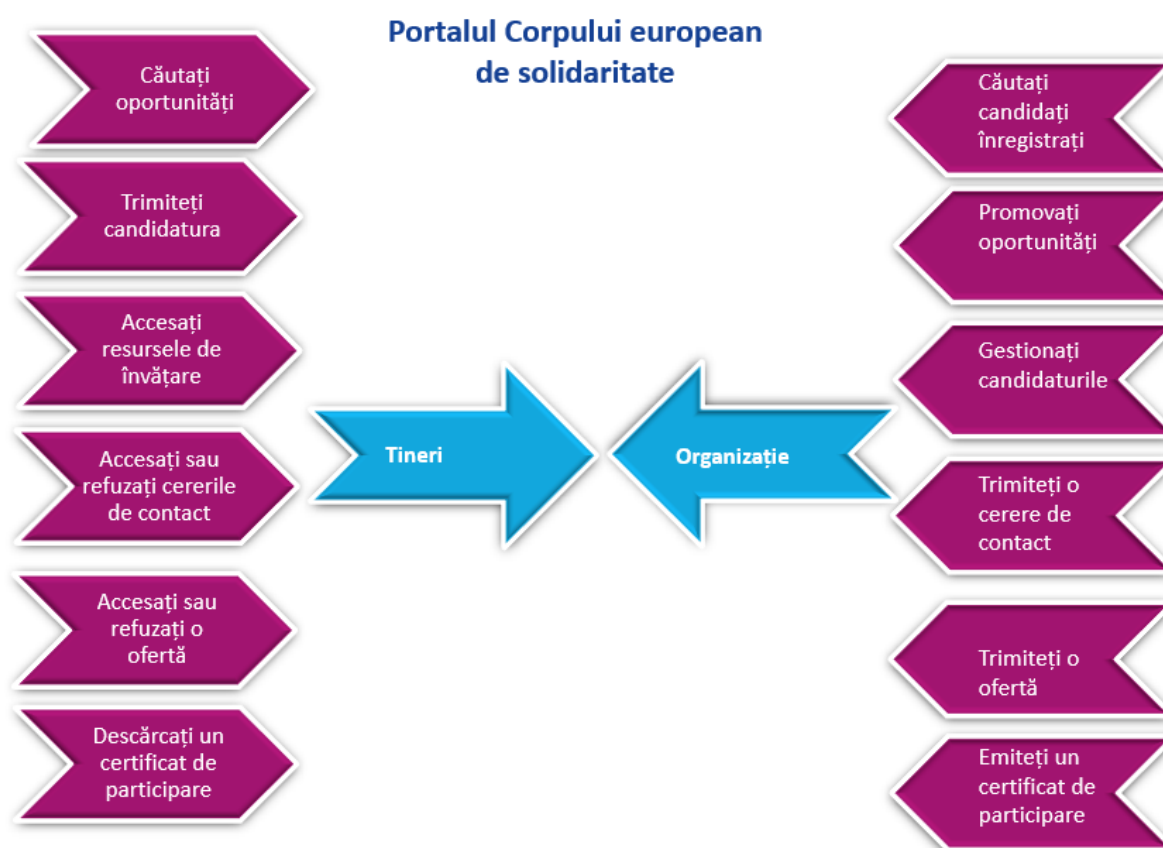 Portalul Corpului european
de solidaritate
Căutați
oportunități
Trimiteți
candidatura
Accesați
resursele de
învățare
Accesați sau
refuzați cererile
de contact
Accesați sau
refuzați o
ofertă
Descărcați un
certificat de
participare
Tineri
Organizație
Căutați
candidați
înregistrați
Promovați
oportunități
Gestionați
candidaturile
Trimiteți o
cerere de
contact
Trimiteți o
ofertă
Emiteți un
certificat de
participare